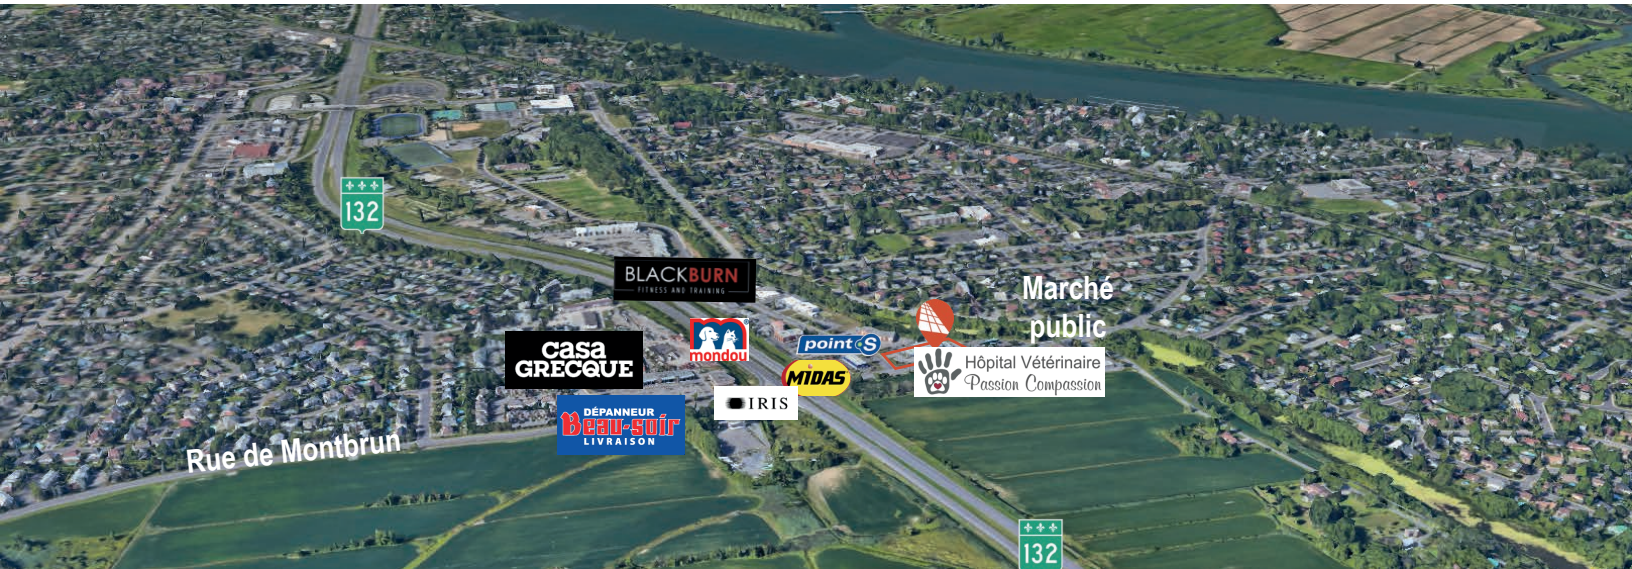 132
BLACKBURN
FITNESS AND TRAINING
Marché
public
mondou
point S
casa
GRECQUE
Hôpital Vétérinaire
Passion Compassion
MIDAS
IRIS
DÉPANNEUR
Beau-soir
LIVRAISON
Rue de Montbrun
132